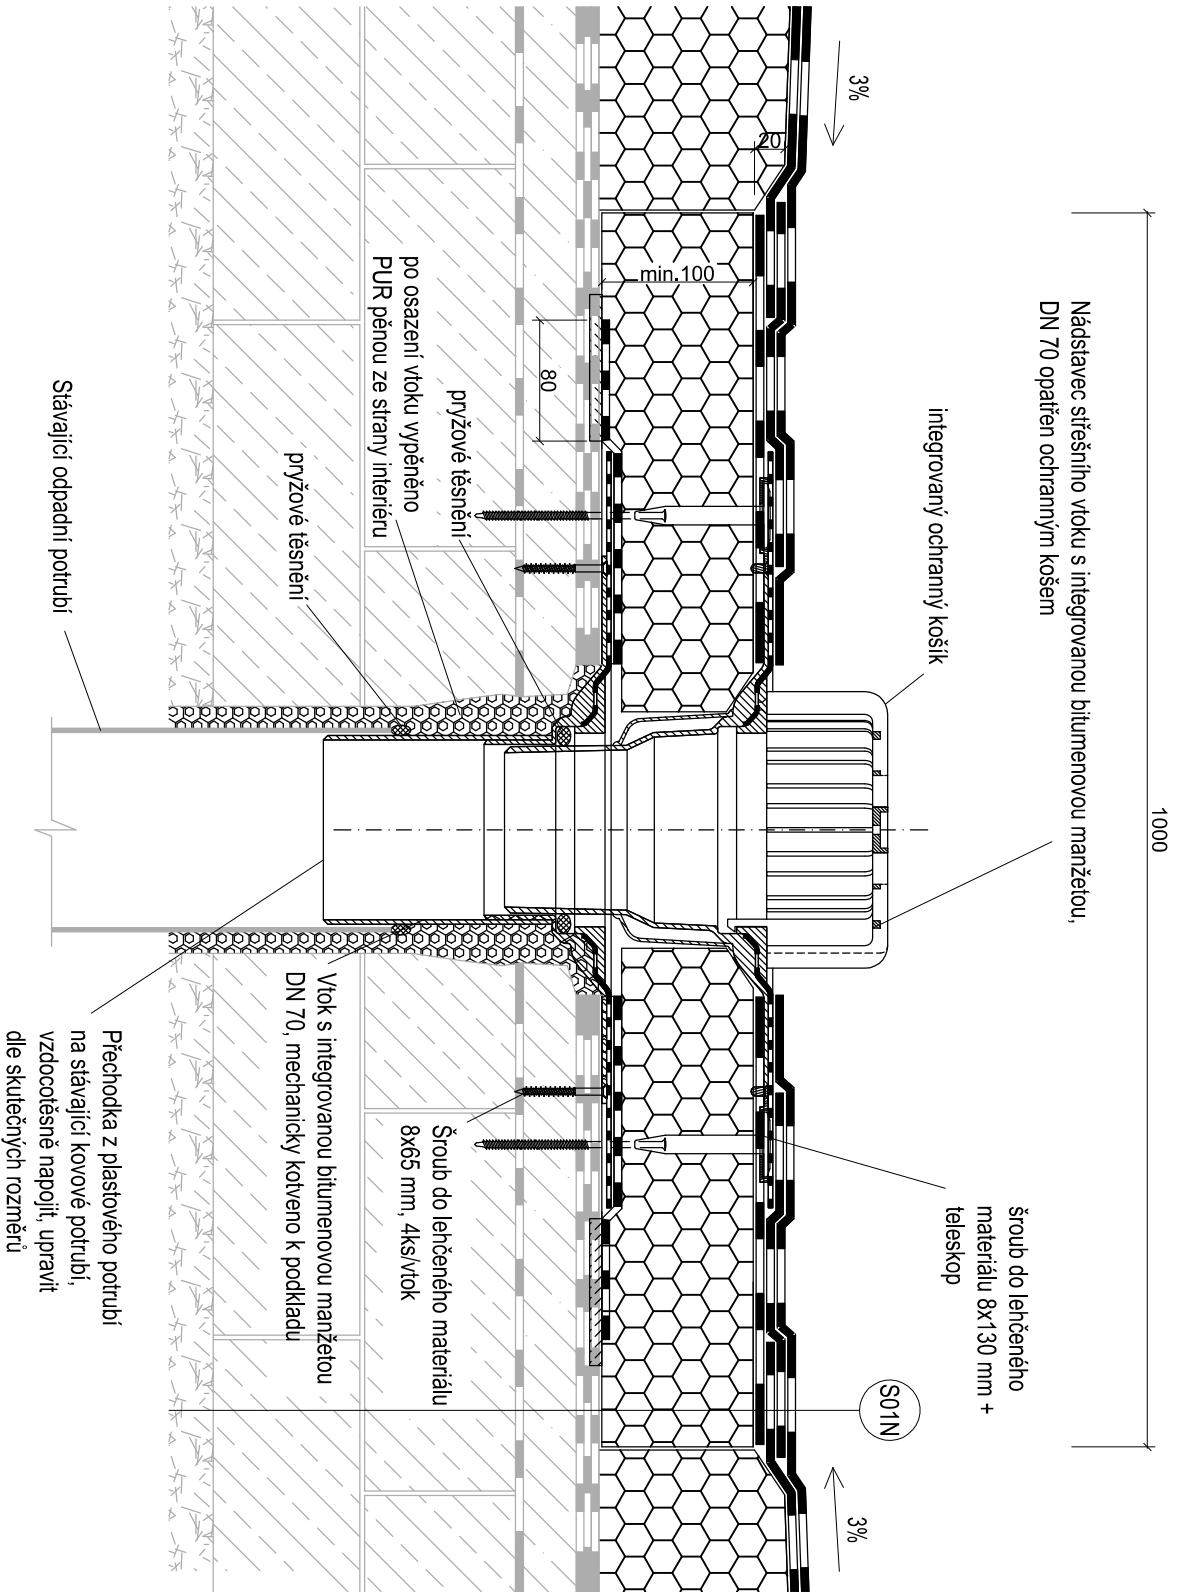 1000
Nádstavec střešního vtoku s integrovanou bitumenovou manžetou,
DN 70 opatřen ochranným košem
integrovaný ochranný košík
šroub do lehčeného
materiálu 8x130 mm +
teleskop
S01N
3%
3%
20
min.100
80
po osazení vtoku vypěněno
PUR pěnou ze strany interiéru
pryžové těsnění
pryžové těsnění
Stávající odpadní potrubí
Šroub do lehčeného materiálu
8x65 mm, 4ks/vtok
Vtok s integrovanou bitumenovou manžetou
DN 70, mechanicky kotveno k podkladu
Přechodka z plastového potrubí
na stávající kovové potrubí,
vzdocotěsně napojit, upravit
dle skutečných rozměrů